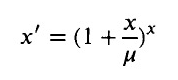 x′ = (1 + x/μ)ˣ